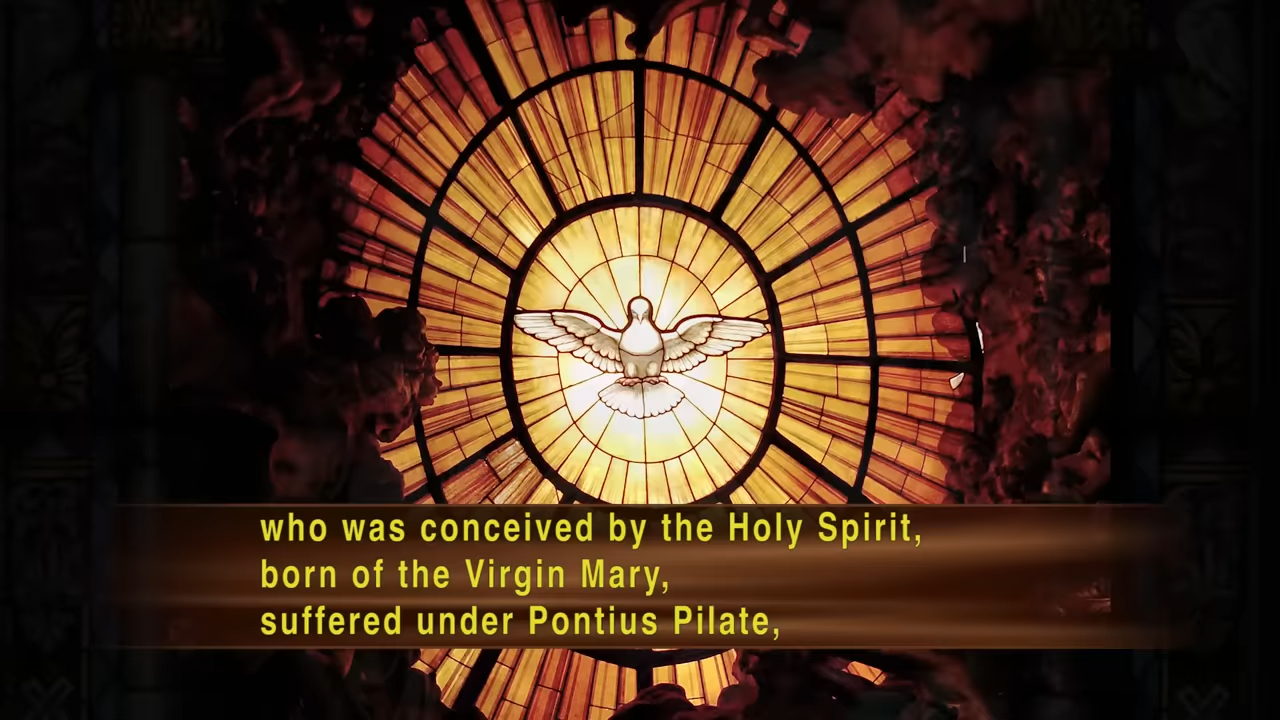 who was conceived by the Holy Spirit,
born of the Virgin Mary,
suffered under Pontius Pilate,